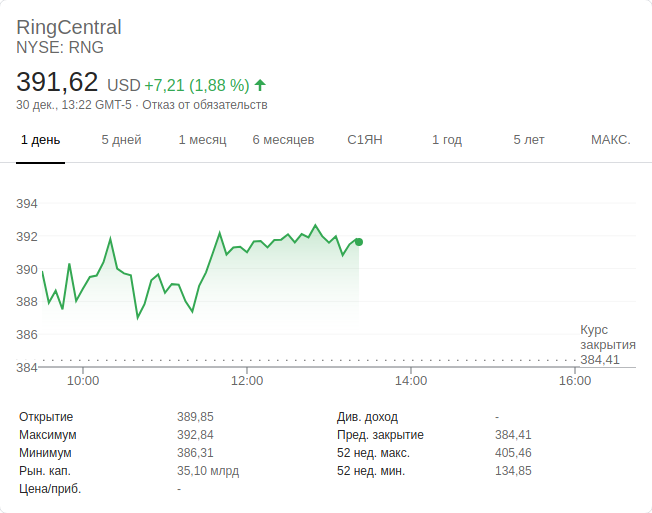 RingCentral
NYSE: RNG
391,62 USD +7,21 (1,88 %)
30 дек., 13:22 GMT-5 · Отказ от обязательств
1 день 5 дней 1 месяц 6 месяцев С1ЯН 1 год 5 лет МАКС.
394
392
390
388
386
384
Курс
закрытия
384,41
10:00 12:00 14:00 16:00
Открытие 389,85 Див. доход -
Максимум 392,84 Пред. закрытие 384,41
Минимум 386,31 52 нед. макс. 405,46
Рын. кап. 35,10 млрд 52 нед. мин. 134,85
Цена/приб. -